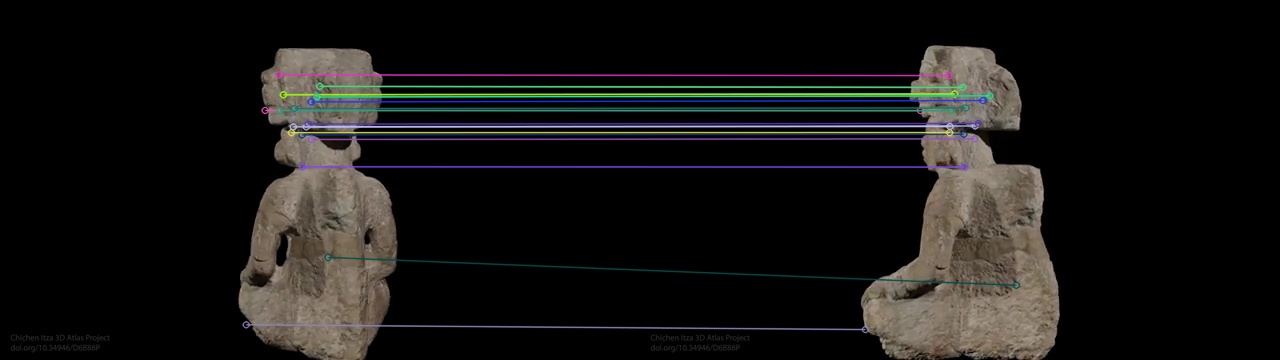 Chichen Itza 3D Atlas Project
doi.org/10.34946/D6B88P
Chichen Itza 3D Atlas Project
doi.org/10.34946/D6B88P